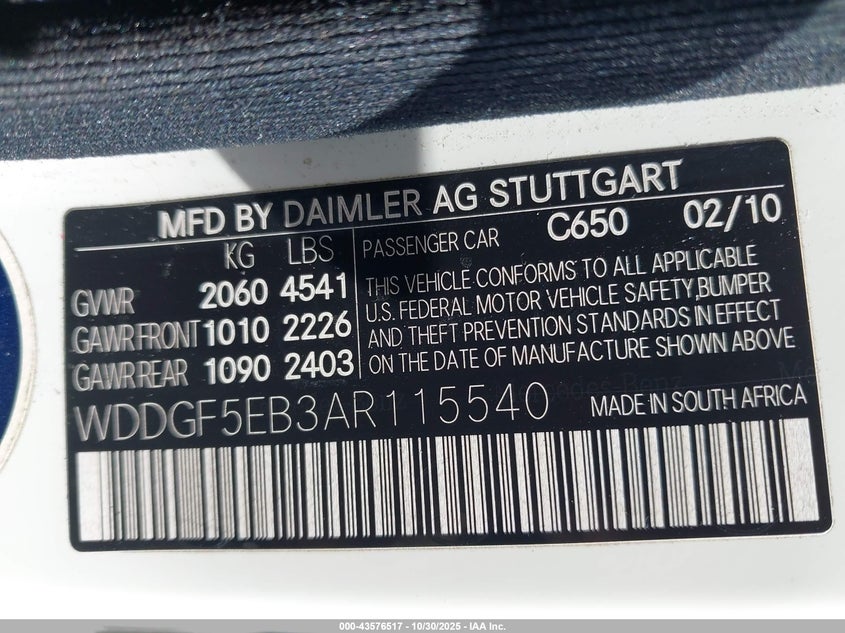 MFD BY DAIMLER AG STUTTGART
KG LBS
GVWR 2060 4541
GAWR FRONT 1010 2226
GAWR REAR 1090 2403
PASSENGER CAR C650 02/10
THIS VEHICLE CONFORMS TO ALL APPLICABLE
U.S. FEDERAL MOTOR VEHICLE SAFETY,BUMPER
AND THEFT PREVENTION STANDARDS IN EFFECT
ON THE DATE OF MANUFACTURE SHOWN ABOVE
WDDGF5EB3AR115540 MADE IN SOUTH AFRICA
000-43576517 - 10/30/2025 - IAA Inc.